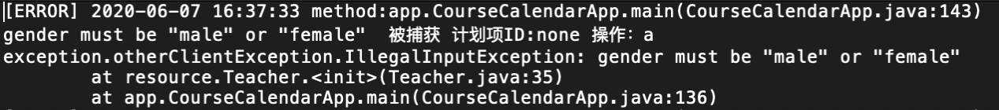 [ERROR] 2020-06-07 16:37:33 method:app.CourseCalendarApp.main(CourseCalendarApp.java:143)
gender must be "male" or "female"  被捕获 计划项ID:none 操作：a
exception.otherClientException.IllegalInputException: gender must be "male" or "female"
	at resource.Teacher.<init>(Teacher.java:35)
	at app.CourseCalendarApp.main(CourseCalendarApp.java:136)